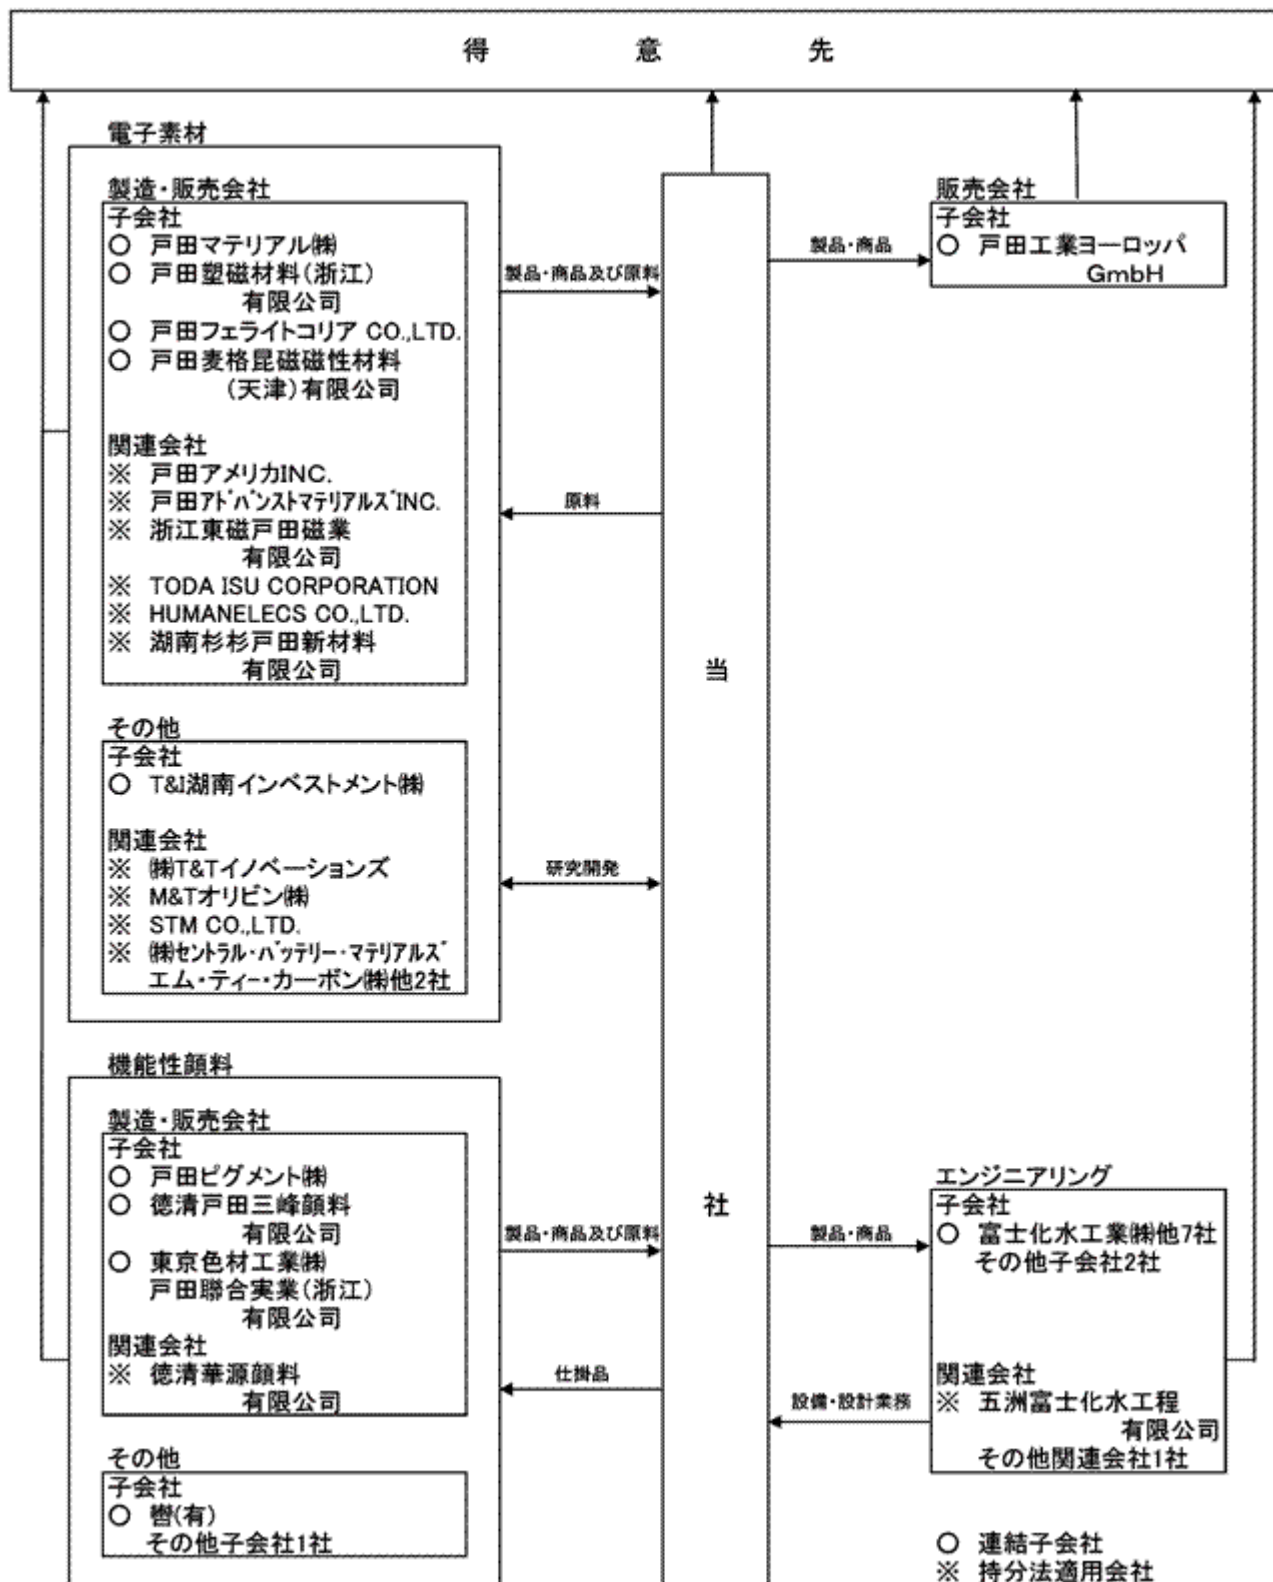 得意先
電子素材
製造・販売会社
子会社
○ 戸田マテリアル㈱
○ 戸田塑磁材料(浙江)
有限公司
○ 戸田フェライトコリア CO.,LTD.
○ 戸田麦格昆磁磁性材料
(天津)有限公司
関連会社
※ 戸田アメリカINC.
※ 戸田アドバンストマテリアルズINC.
※ 浙江東磁戸田磁業
有限公司
※ TODA ISU CORPORATION
※ HUMANELECS CO.,LTD.
※ 湖南杉杉戸田新材料
有限公司
その他
子会社
○ T&I湖南インベストメント㈱
関連会社
※ ㈱T&Tイノベーションズ
※ M&Tオリビン㈱
※ STM CO.,LTD.
※ ㈱セントラル・バッテリー・マテリアルズ
エム・ティー・カーボン㈱他2社
機能性顔料
製造・販売会社
子会社
○ 戸田ピグメント㈱
○ 徳清戸田三峰顔料
有限公司
○ 東京色材工業㈱
戸田聯合実業(浙江)
有限公司
関連会社
※ 徳清華源顔料
有限公司
その他
子会社
○ (有)
その他子会社1社
製品・商品及び原料
原料
研究開発
製品・商品及び原料
仕掛品
当社
製品・商品
製品・商品
設備・設計業務
販売会社
子会社
○ 戸田工業ヨーロッパ
GmbH
エンジニアリング
子会社
○ 富士化水工業㈱他7社
その他子会社2社
関連会社
※ 五洲富士化水工程
有限公司
その他関連会社1社
○ 連結子会社
※ 持分法適用会社